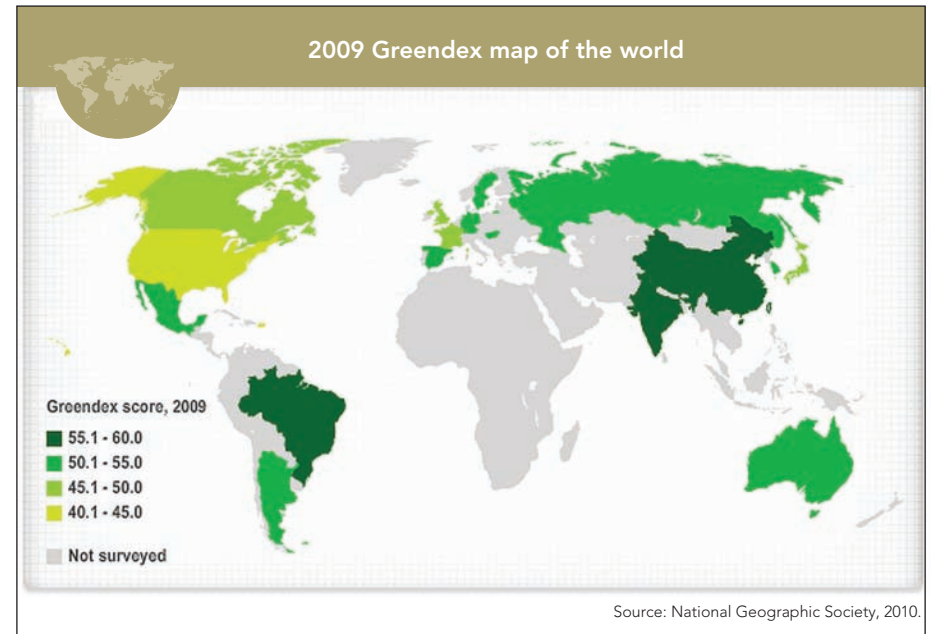 2009 Greendex map of the world
Greendex score, 2009
55.1 - 60.0
50.1 - 55.0
45.1 - 50.0
40.1 - 45.0
Not surveyed
Source: National Geographic Society, 2010.